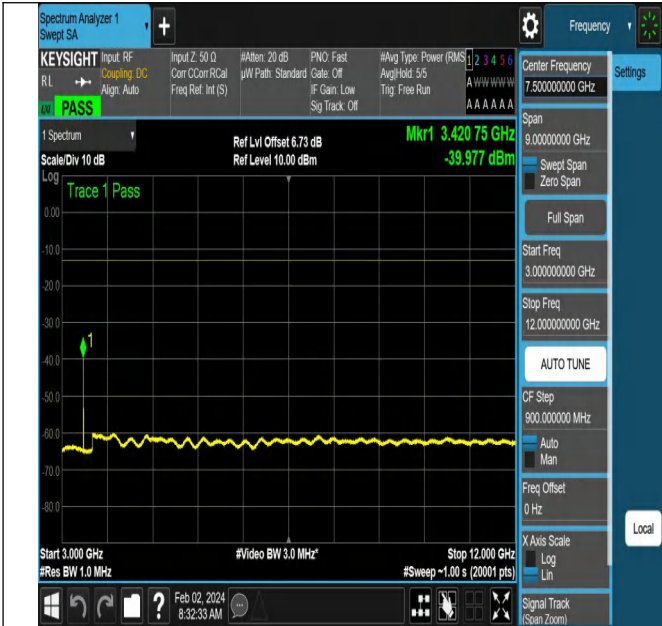 Spectrum Analyzer 1
Swept SA
+
Frequency
KEYSIGHT
RL
PASS
Input: RF
Coupling: DC
Align: Auto
Input Z: 50 Ω
Corr CCorr RCal
Freq Ref: Int (S)
#Atten: 20 dB
µW Path: Standard
PNO: Fast
Gate: Off
IF Gain: Low
Sig Track: Off
#Avg Type: Power (RMS
Avg|Hold: 5/5
Trig: Free Run
1 2 3 4 5 6
A W W W W W
A A A A A A
1 Spectrum
Scale/Div 10 dB
Ref Lvl Offset 6.73 dB
Ref Level 10.00 dBm
Mkr1 3.420 75 GHz
-39.977 dBm
Log
Trace 1 Pass
0.00
-10.0
-20.0
-30.0
1
-40.0
-50.0
-60.0
-70.0
-80.0
Start 3.000 GHz
#Res BW 1.0 MHz
#Video BW 3.0 MHz*
Stop 12.000 GHz
#Sweep ~1.00 s (20001 pts)
?
Feb 02, 2024
8:32:33 AM
Center Frequency
7.500000000 GHz
Settings
Span
9.00000000 GHz
Swept Span
Zero Span
Full Span
Start Freq
3.000000000 GHz
Stop Freq
12.000000000 GHz
AUTO TUNE
CF Step
900.000000 MHz
Auto
Man
Freq Offset
0 Hz
X Axis Scale
Log
Lin
Local
Signal Track
(Span Zoom)